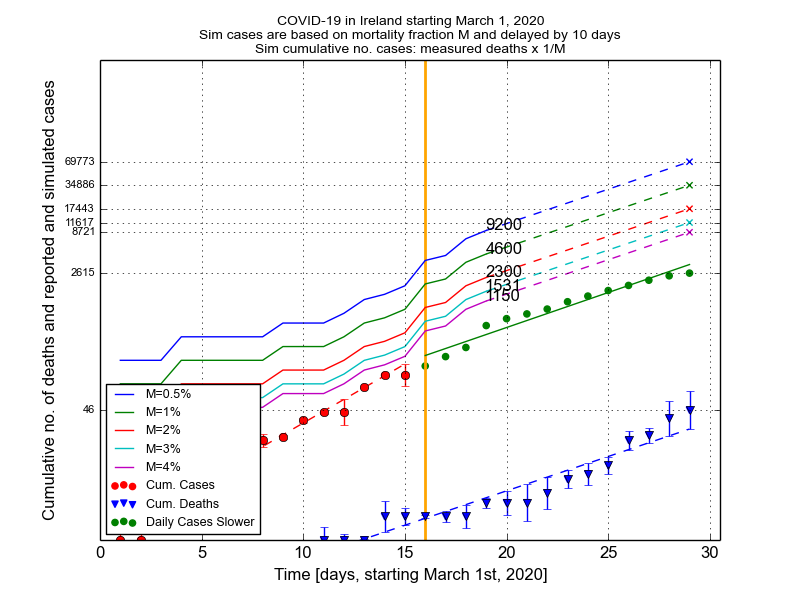 COVID-19 in Ireland starting March 1, 2020
Sim cases are based on mortality fraction M and delayed by 10 days
Sim cumulative no. cases: measured deaths x 1/M
Cumulative no. of deaths and reported and simulated cases
69773
34886
17443
11617
8721
2615
46
9200
4600
2300
1531
1150
M=0.5%
M=1%
M=2%
M=3%
M=4%
Cum. Cases
Cum. Deaths
Daily Cases Slower
0 5 10 15 20 25 30
Time [days, starting March 1st, 2020]